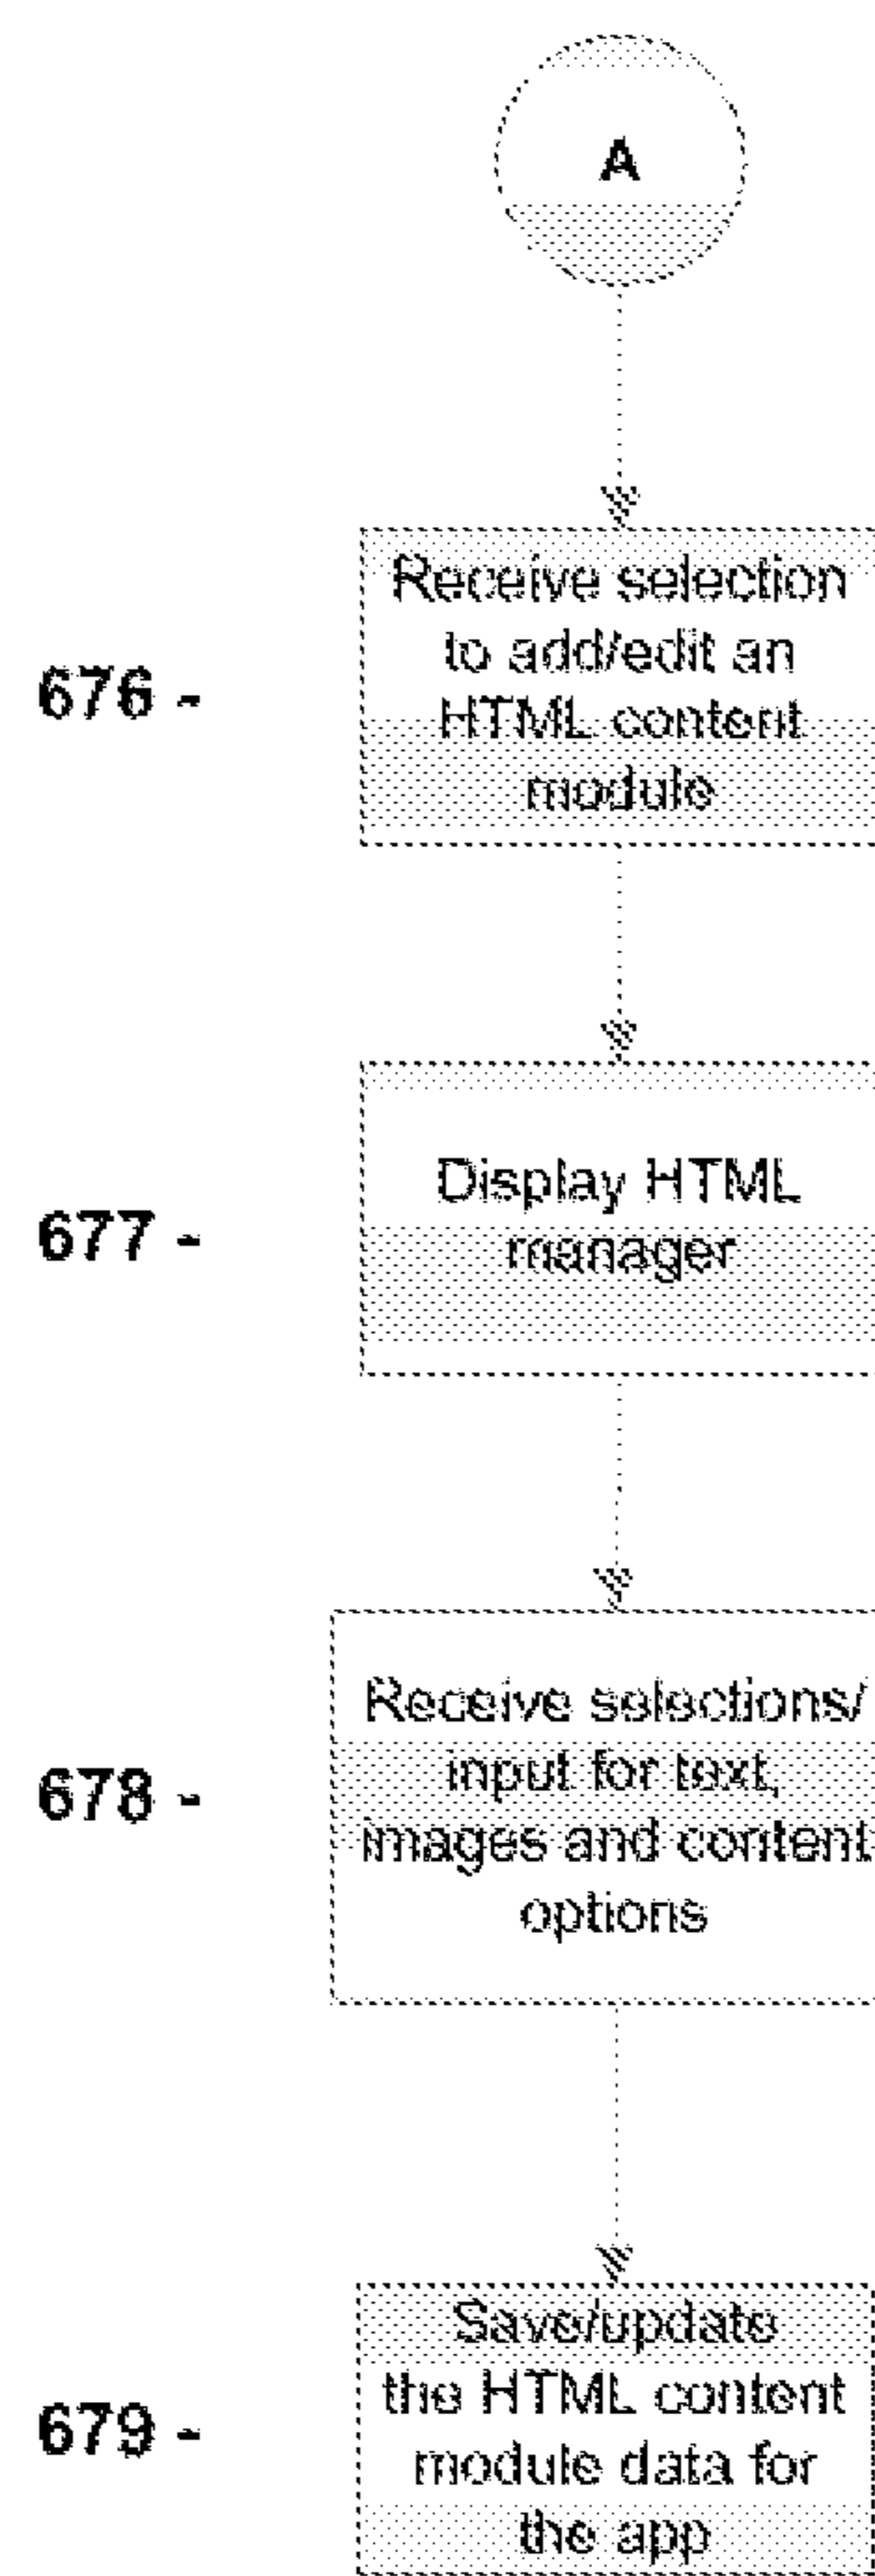 A
Receive selection
to add/edit an
676 -
HTML content
module
Display HTML
677 -
manager
Receive selections/
input for text,
678 -
images and content
options
Save/update
the HTML content
679 -
module data for
the app